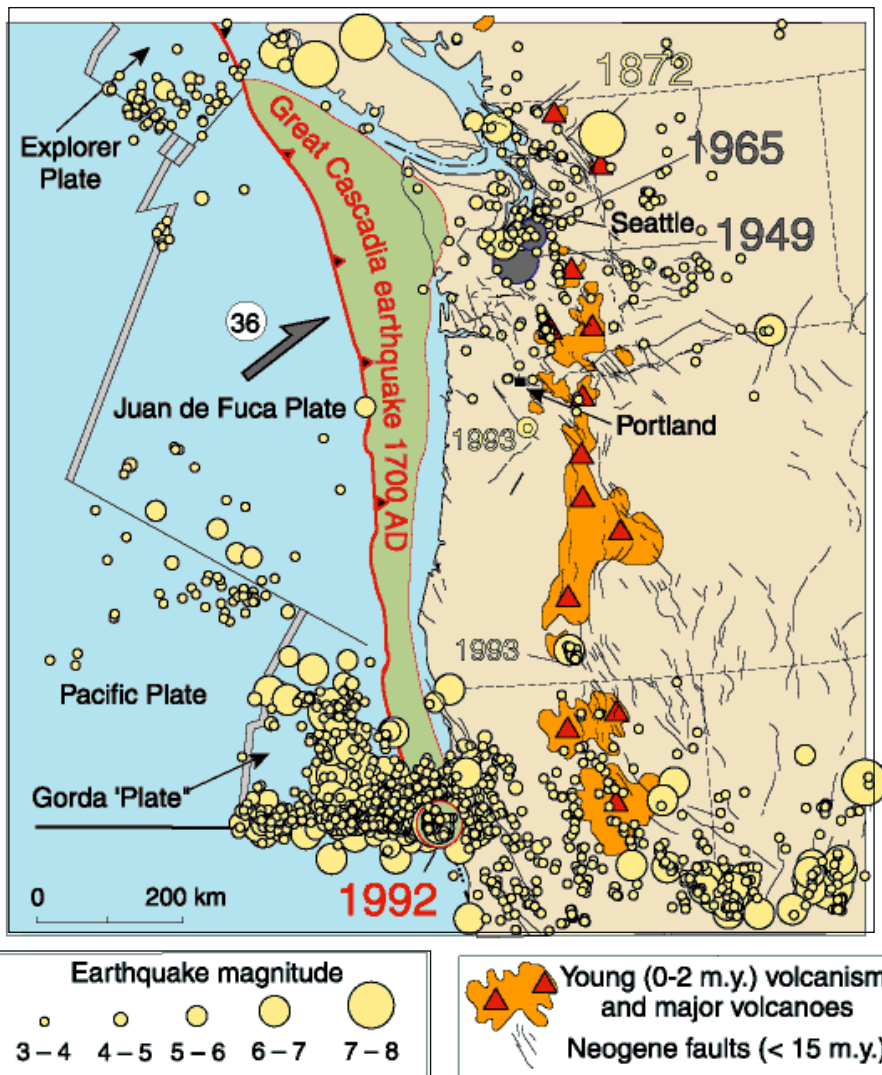 1872
Explorer
Plate
Great Cascadia earthquake 1700 AD
1965
Seattle
1949
36
Juan de Fuca Plate
Portland
1993
1993
Pacific Plate
Gorda 'Plate"
1992
0 200 km
Earthquake magnitude
3 – 4 4 – 5 5 – 6 6 – 7 7 – 8
Young (0-2 m.y.) volcanism
and major volcanoes
Neogene faults (< 15 m.y.)